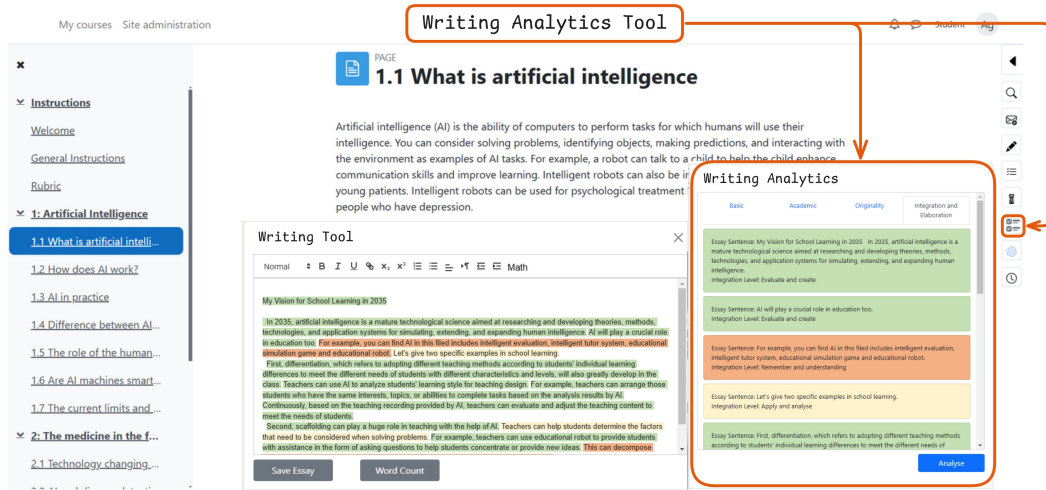 My courses Site administration
Writing Analytics Tool
Student Ag
PAGE
1.1 What is artificial intelligence
Instructions
Welcome
General Instructions
Rubric
1: Artificial Intelligence
1.1 What is artificial intelli...
1.2 How does AI work?
1.3 AI in practice
1.4 Difference between AI...
1.5 The role of the human...
1.6 Are AI machines smart...
1.7 The current limits and ...
2: The medicine in the f...
2.1 Technology changing ...
Artificial intelligence (AI) is the ability of computers to perform tasks for which humans will use their
intelligence. You can consider solving problems, identifying objects, making predictions, and interacting with
the environment as examples of AI tasks. For example, a robot can talk to a child to help the child enhance
communication skills and improve learning. Intelligent robots can also be in
young patients. Intelligent robots can be used for psychological treatment
people who have depression.
Writing Tool
Normal B I U x₂ x² Math
My Vision for School Learning in 2035
In 2035, artificial intelligence is a mature technological science aimed at researching and developing theories, methods,
technologies, and application systems for simulating, extending, and expanding human intelligence. AI will play a crucial role
in education too. For example, you can find AI in this filed includes intelligent evaluation, intelligent tutor system, educational
simulation game and educational robot. Let's give two specific examples in school learning.
First, differentiation, which refers to adopting different teaching methods according to students' individual learning
differences to meet the different needs of students with different characteristics and levels, will also greatly develop in the
class. Teachers can use AI to analyze students' learning style for teaching design. For example, teachers can arrange those
students who have the same interests, topics, or abilities to complete tasks based on the analysis results by AI.
Continuously, based on the teaching recording provided by AI, teachers can evaluate and adjust the teaching content to
meet the needs of students.
Second, scaffolding can play a huge role in teaching with the help of AI. Teachers can help students determine the factors
that need to be considered when solving problems. For example, teachers can use educational robot to provide students
with assistance in the form of asking questions to help students concentrate or provide new ideas. This can decompose
Save Essay Word Count
Writing Analytics
Basic Academic Originality Integration and
Elaboration
Essay Sentence: My Vision for School Learning in 2035 In 2035, artificial intelligence is a
mature technological science aimed at researching and developing theories, methods,
technologies, and application systems for simulating, extending, and expanding human
intelligence.
Integration Level: Evaluate and create
Essay Sentence: AI will play a crucial role in education too.
Integration Level: Evaluate and create
Essay Sentence: For example, you can find AI in this filed includes intelligent evaluation,
intelligent tutor system, educational simulation game and educational robot.
Integration Level: Remember and understanding
Essay Sentence: Let's give two specific examples in school learning.
Integration Level: Apply and analyse
Essay Sentence: First, differentiation, which refers to adopting different teaching methods
according to students' individual learning differences to meet the different needs of
Analyse